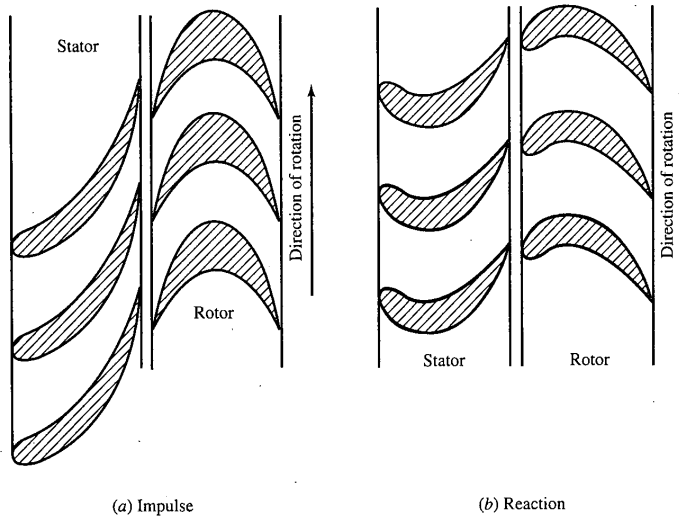 Stator
Rotor
Direction of rotation
(a) Impulse
Stator
Rotor
Direction of rotation
(b) Reaction